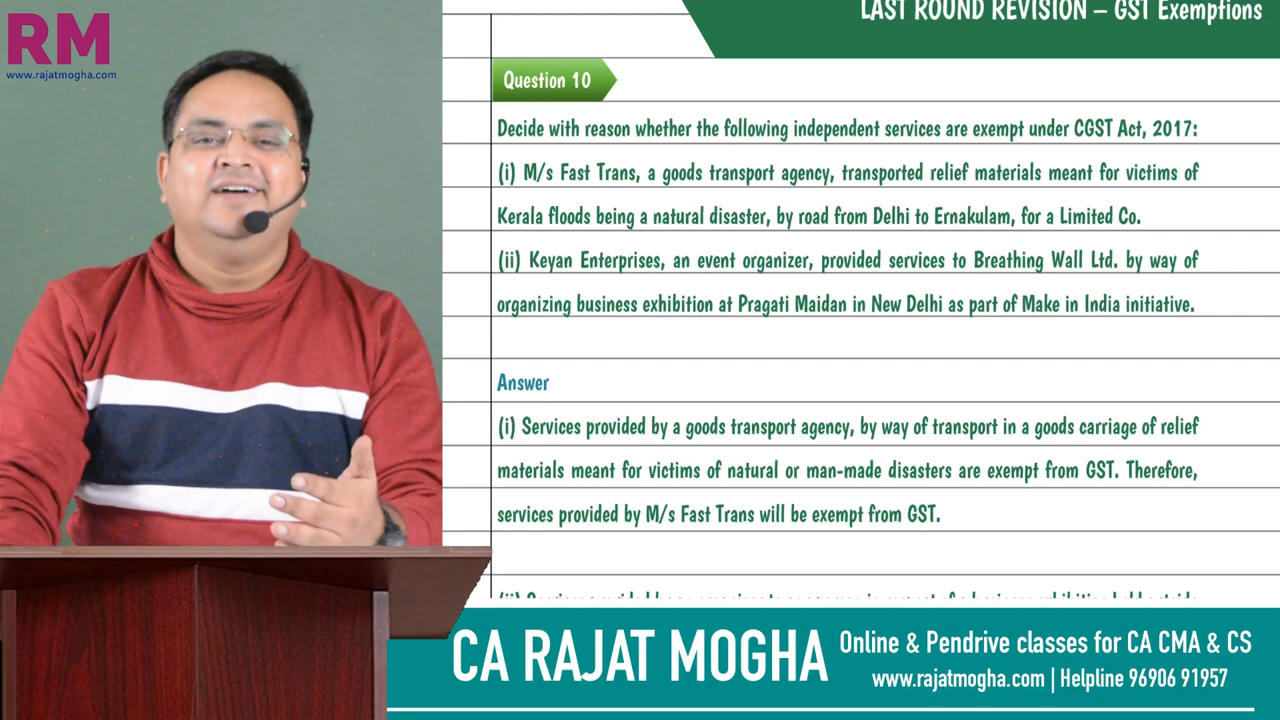 RM
www.rajatmogha.com
LAST ROUND REVISION – GST Exemptions
Question 10
Decide with reason whether the following independent services are exempt under CGST Act, 2017:
(i) M/s Fast Trans, a goods transport agency, transported relief materials meant for victims of
Kerala floods being a natural disaster, by road from Delhi to Ernakulam, for a Limited Co.
(ii) Keyan Enterprises, an event organizer, provided services to Breathing Wall Ltd. by way of
organizing business exhibition at Pragati Maidan in New Delhi as part of Make in India initiative.
Answer
(i) Services provided by a goods transport agency, by way of transport in a goods carriage of relief
materials meant for victims of natural or man-made disasters are exempt from GST. Therefore,
services provided by M/s Fast Trans will be exempt from GST.
CA RAJAT MOGHA
Online & Pendrive classes for CA CMA & CS
www.rajatmogha.com | Helpline 96906 91957